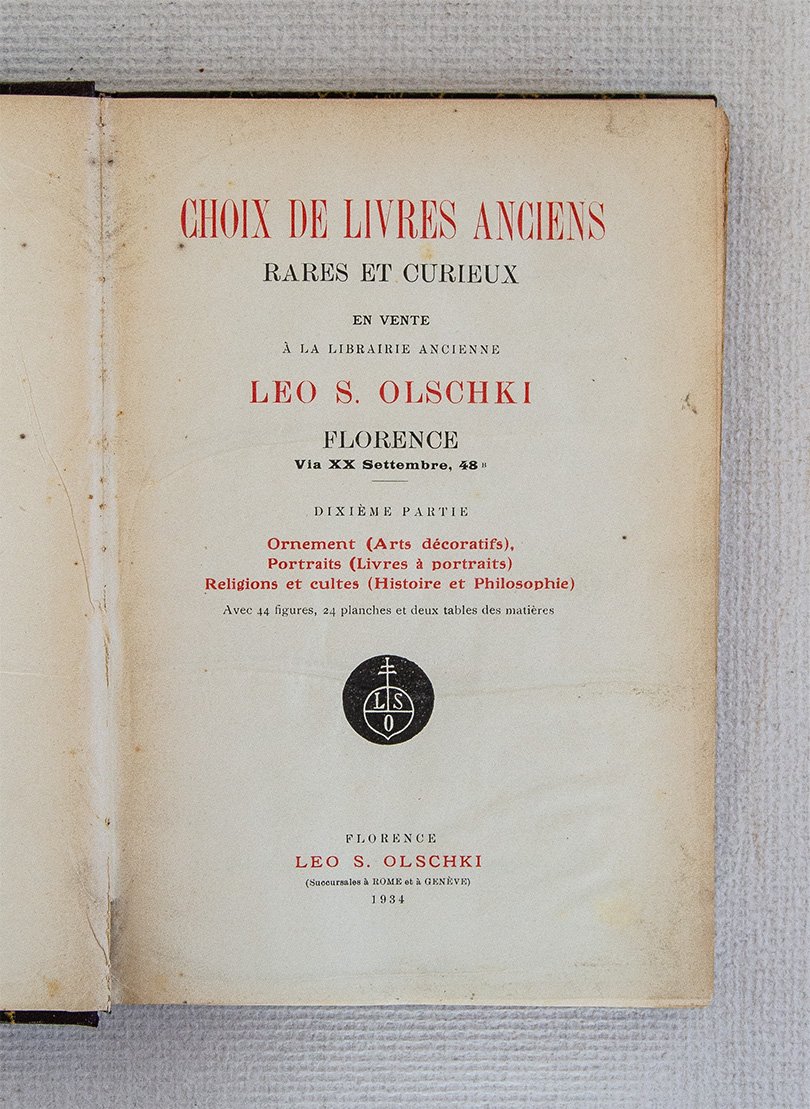 CHOIX DE LIVRES ANCIENS
RARES ET CURIEUX
EN VENTE
À LA LIBRAIRIE ANCIENNE
LEO S. OLSCHKI
FLORENCE
Via XX Settembre, 48 B
DIXIÈME PARTIE
Ornement (Arts décoratifs),
Portraits (Livres à portraits)
Religions et cultes (Histoire et Philosophie)
Avec 44 figures, 24 planches et deux tables des matières
L S
O
FLORENCE
LEO S. OLSCHKI
(Succursales à ROME et à GENÈVE)
1934